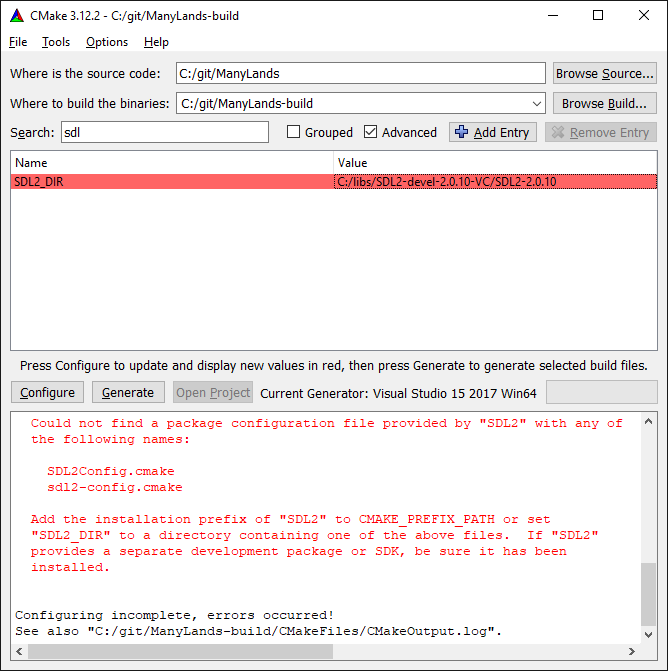 CMake 3.12.2 - C:/git/ManyLands-build
File Tools Options Help
Where is the source code: C:/git/ManyLands Browse Source...
Where to build the binaries: C:/git/ManyLands-build Browse Build...
Search: sdl Grouped Advanced Add Entry Remove Entry
Name Value
SDL2_DIR C:/libs/SDL2-devel-2.0.10-VC/SDL2-2.0.10
Press Configure to update and display new values in red, then press Generate to generate selected build files.
Configure Generate Open Project Current Generator: Visual Studio 15 2017 Win64
Could not find a package configuration file provided by "SDL2" with any of
the following names:
SDL2Config.cmake
sdl2-config.cmake
Add the installation prefix of "SDL2" to CMAKE_PREFIX_PATH or set
"SDL2_DIR" to a directory containing one of the above files.  If "SDL2"
provides a separate development package or SDK, be sure it has been
installed.
Configuring incomplete, errors occurred!
See also "C:/git/ManyLands-build/CMakeFiles/CMakeOutput.log".